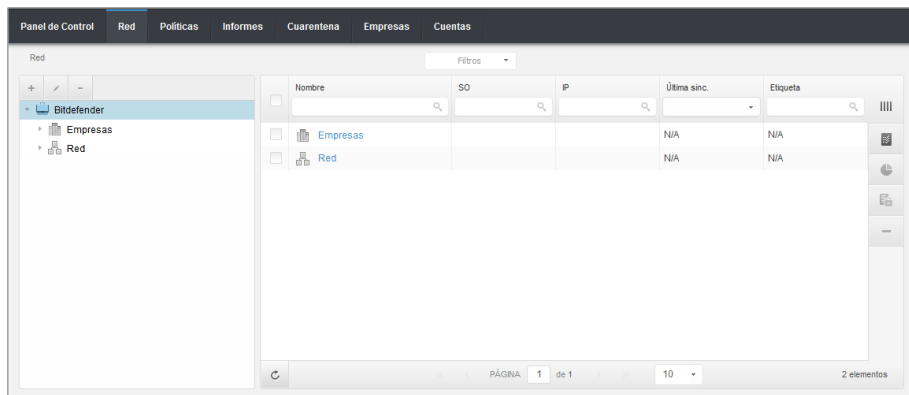 Panel de Control Red Políticas Informes Cuarentena Empresas Cuentas
Red
Filtros
Bitdefender
Empresas
Red
Nombre SO IP Última sinc. Etiqueta
Empresas N/A N/A
Red N/A N/A
PÁGINA 1 de 1 10 2 elementos